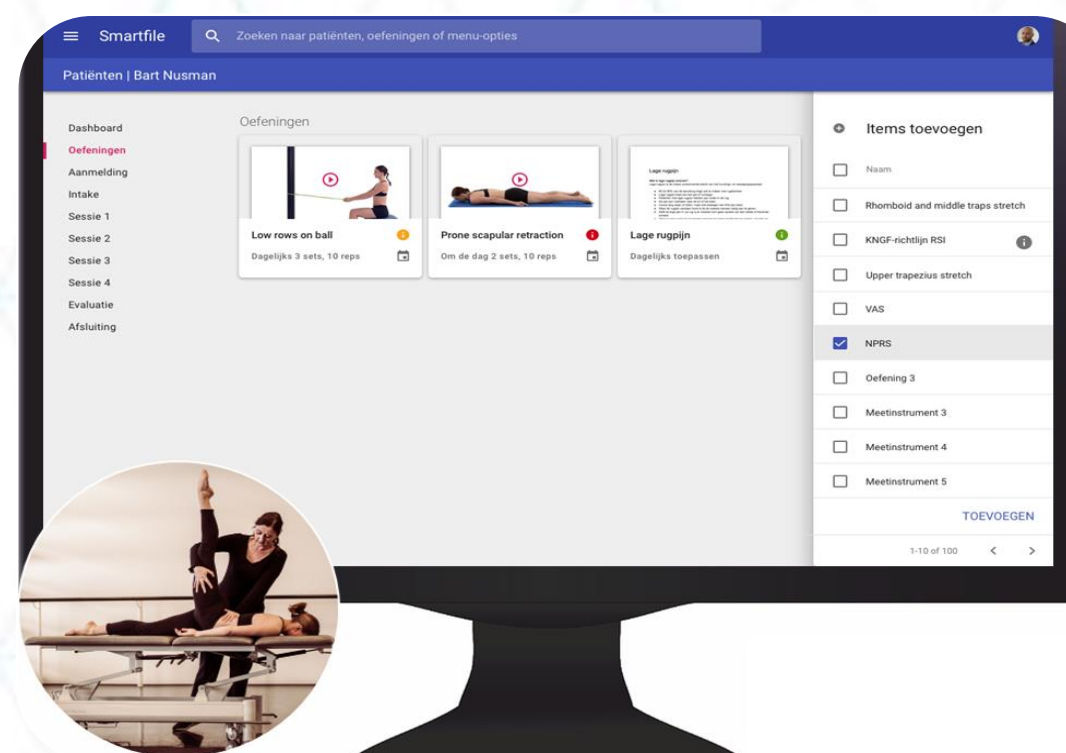 Smartfile
Zoeken naar patiënten, oefeningen of menu-opties
Patiënten | Bart Nusman
Dashboard
Oefeningen
Aanmelding
Intake
Sessie 1
Sessie 2
Sessie 3
Sessie 4
Evaluatie
Afsluiting
Oefeningen
Low rows on ball
Dagelijks 3 sets, 10 reps
Prone scapular retraction
Om de dag 2 sets, 10 reps
Lage rugpijn
Lage rugpijn
Dagelijks toepassen
Items toevoegen
Naam
Rhomboid and middle traps stretch
KNGF-richtlijn RSI
Upper trapezius stretch
VAS
NPRS
Oefening 3
Meetinstrument 3
Meetinstrument 4
Meetinstrument 5
TOEVOEGEN
1-10 of 100